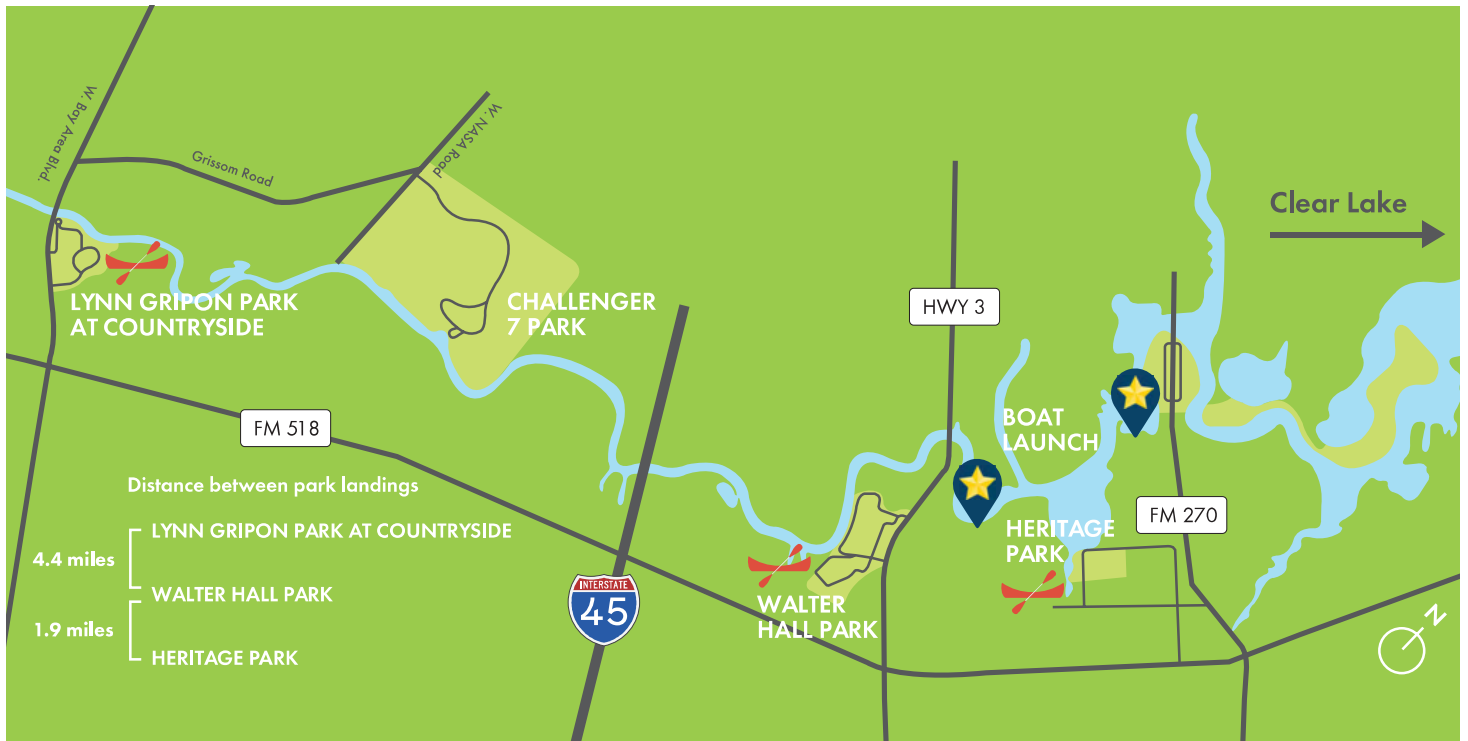 W. Bay Area Blvd.
Grissom Road
W. NASA Road
Clear Lake
LYNN GRIPON PARK
AT COUNTRYSIDE
CHALLENGER
7 PARK
HWY 3
BOAT
LAUNCH
FM 518
FM 270
HERITAGE
PARK
INTERSTATE
45
WALTER
HALL PARK
N
Distance between park landings
LYNN GRIPON PARK AT COUNTRYSIDE
4.4 miles
WALTER HALL PARK
1.9 miles
HERITAGE PARK